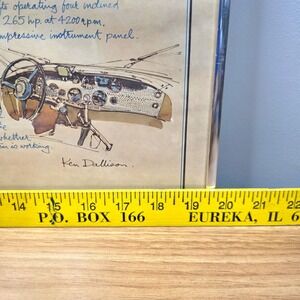 operating four inclined
265 hp. at 4200 rpm.
impressive instrument panel.
whether
is working.
Ken Dallison.
14 15 16 17 18 19 20 21 22
P.O. BOX 166 EUREKA, IL 6